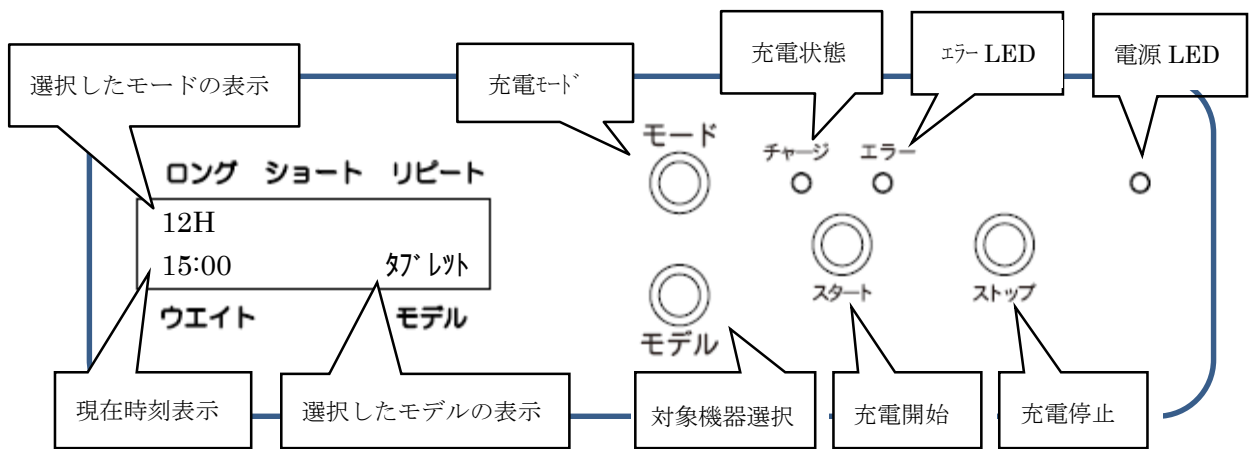 充電状態
ｴﾗｰ LED
電源 LED
選択したモードの表示
充電ﾓｰﾄﾞ
モード
チャージ
エラー
ロング ショート リピート
12H
15:00 ﾀﾌﾞﾚｯﾄ
スタート
ストップ
ウエイト
モデル
モデル
現在時刻表示
選択したモデルの表示
対象機器選択
充電開始
充電停止